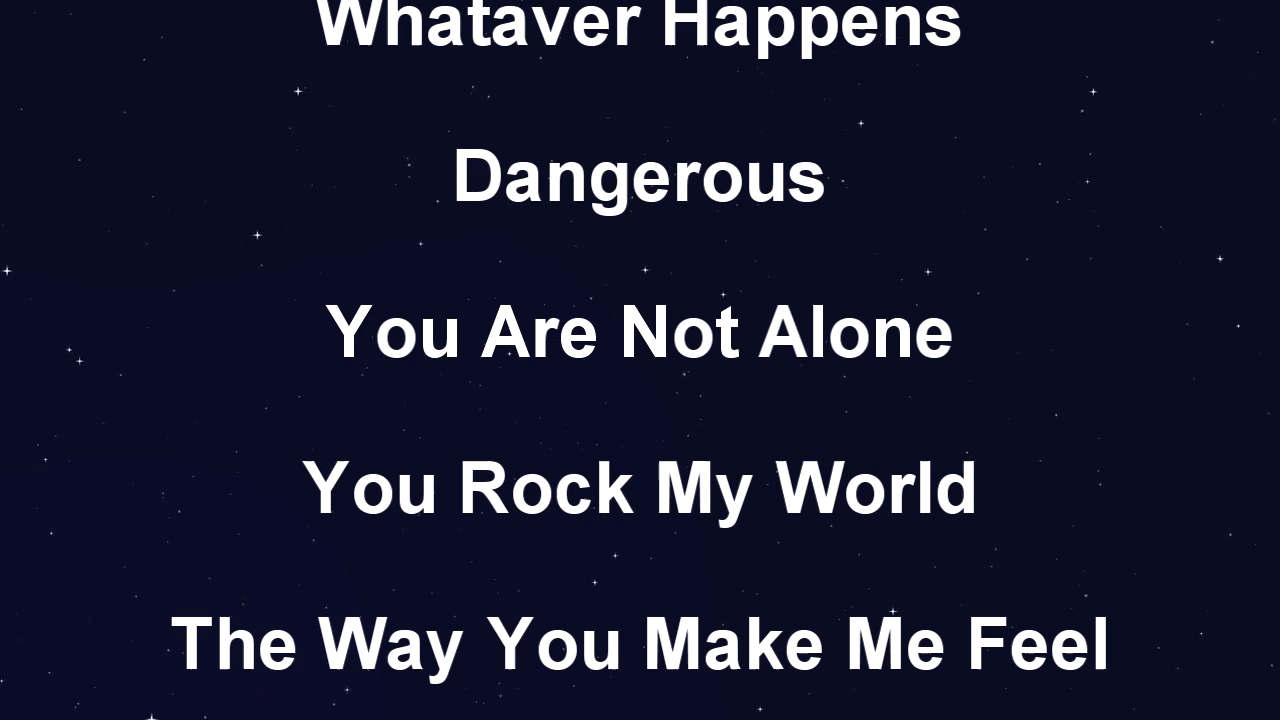 Whataver Happens
Dangerous
You Are Not Alone
You Rock My World
The Way You Make Me Feel